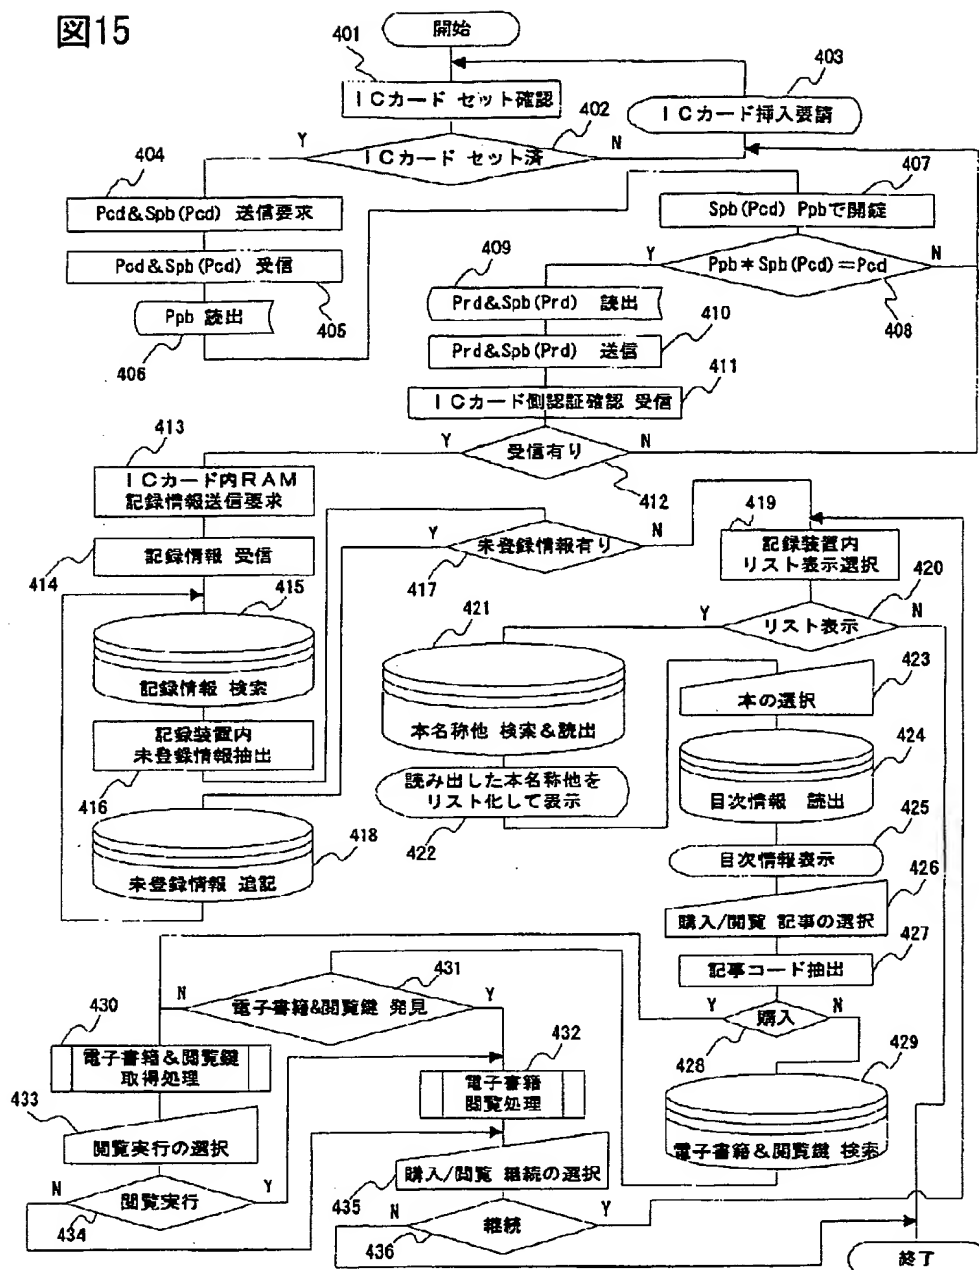 図15
開始
401
ICカード セット確認
403
ICカード挿入要請
402
Y
ICカード セット済
N
404
Pcd&Spb(Pcd) 送信要求
407
Spb(Pcd) Ppbで開錠
Pcd&Spb(Pcd) 受信
405
Y
Ppb*Spb(Pcd)=Pcd
N
408
409
Ppb 読出
406
Prd&Spb(Prd) 読出
410
Prd&Spb(Prd) 送信
411
ICカード側認証確認 受信
413
Y
受信有り
N
412
ICカード内RAM
記録情報送信要求
414
記録情報 受信
Y
未登録情報有り
N
417
419
記録装置内
リスト表示選択
420
415
記録情報 検索
421
Y
リスト表示
N
本名称他 検索&読出
423
本の選択
記録装置内
未登録情報抽出
416
424
目次情報 読出
読み出した本名称他を
リスト化して表示
422
418
未登録情報 追記
425
目次情報表示
426
購入/閲覧 記事の選択
427
記事コード抽出
431
N
電子書籍&閲覧鍵 発見
Y
Y
購入
N
428
430
電子書籍&閲覧鍵
取得処理
432
電子書籍
閲覧処理
429
電子書籍&閲覧鍵 検索
433
閲覧実行の選択
購入/閲覧 継続の選択
435
N
閲覧実行
Y
434
N
継続
Y
436
終了